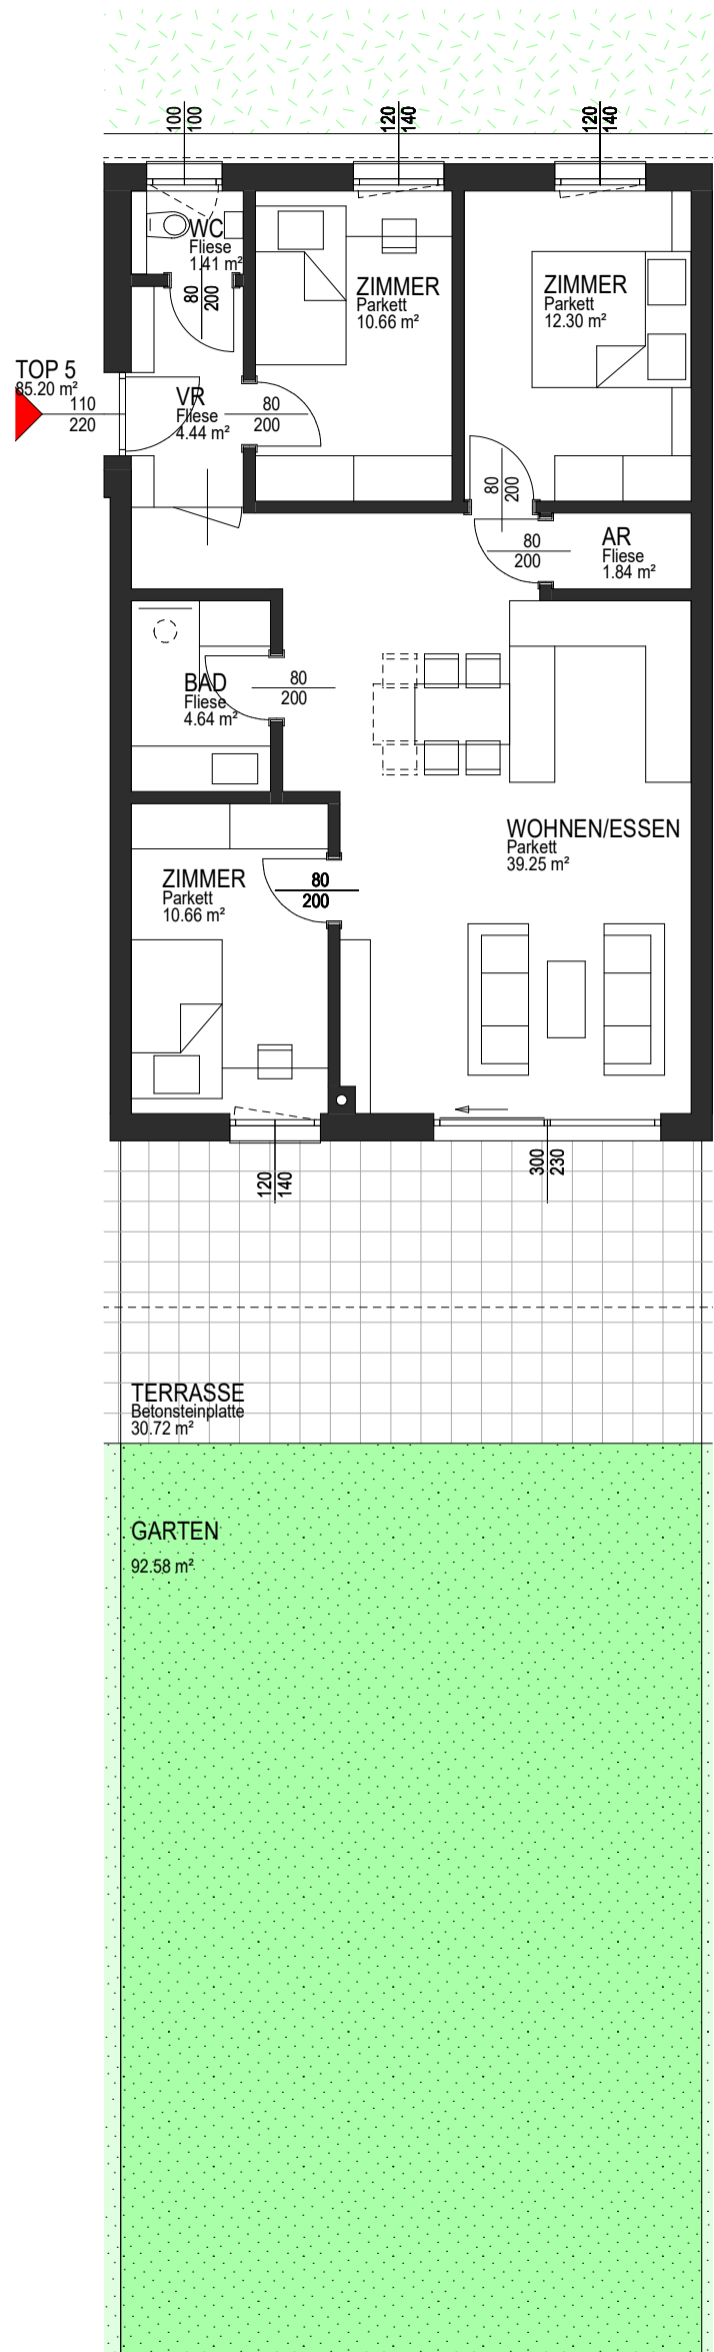 100
100
120
140
120
140
WC
Fliese
1.41 m²
80
200
ZIMMER
Parkett
10.66 m²
ZIMMER
Parkett
12.30 m²
TOP 5
85.20 m²
110
220
VR
Fliese
4.44 m²
80
200
80
200
80
200
AR
Fliese
1.84 m²
BAD
Fliese
4.64 m²
80
200
WOHNEN/ESSEN
Parkett
39.25 m²
ZIMMER
Parkett
10.66 m²
80
200
120
140
300
230
TERRASSE
Betonsteinplatte
30.72 m²
GARTEN
92.58 m²